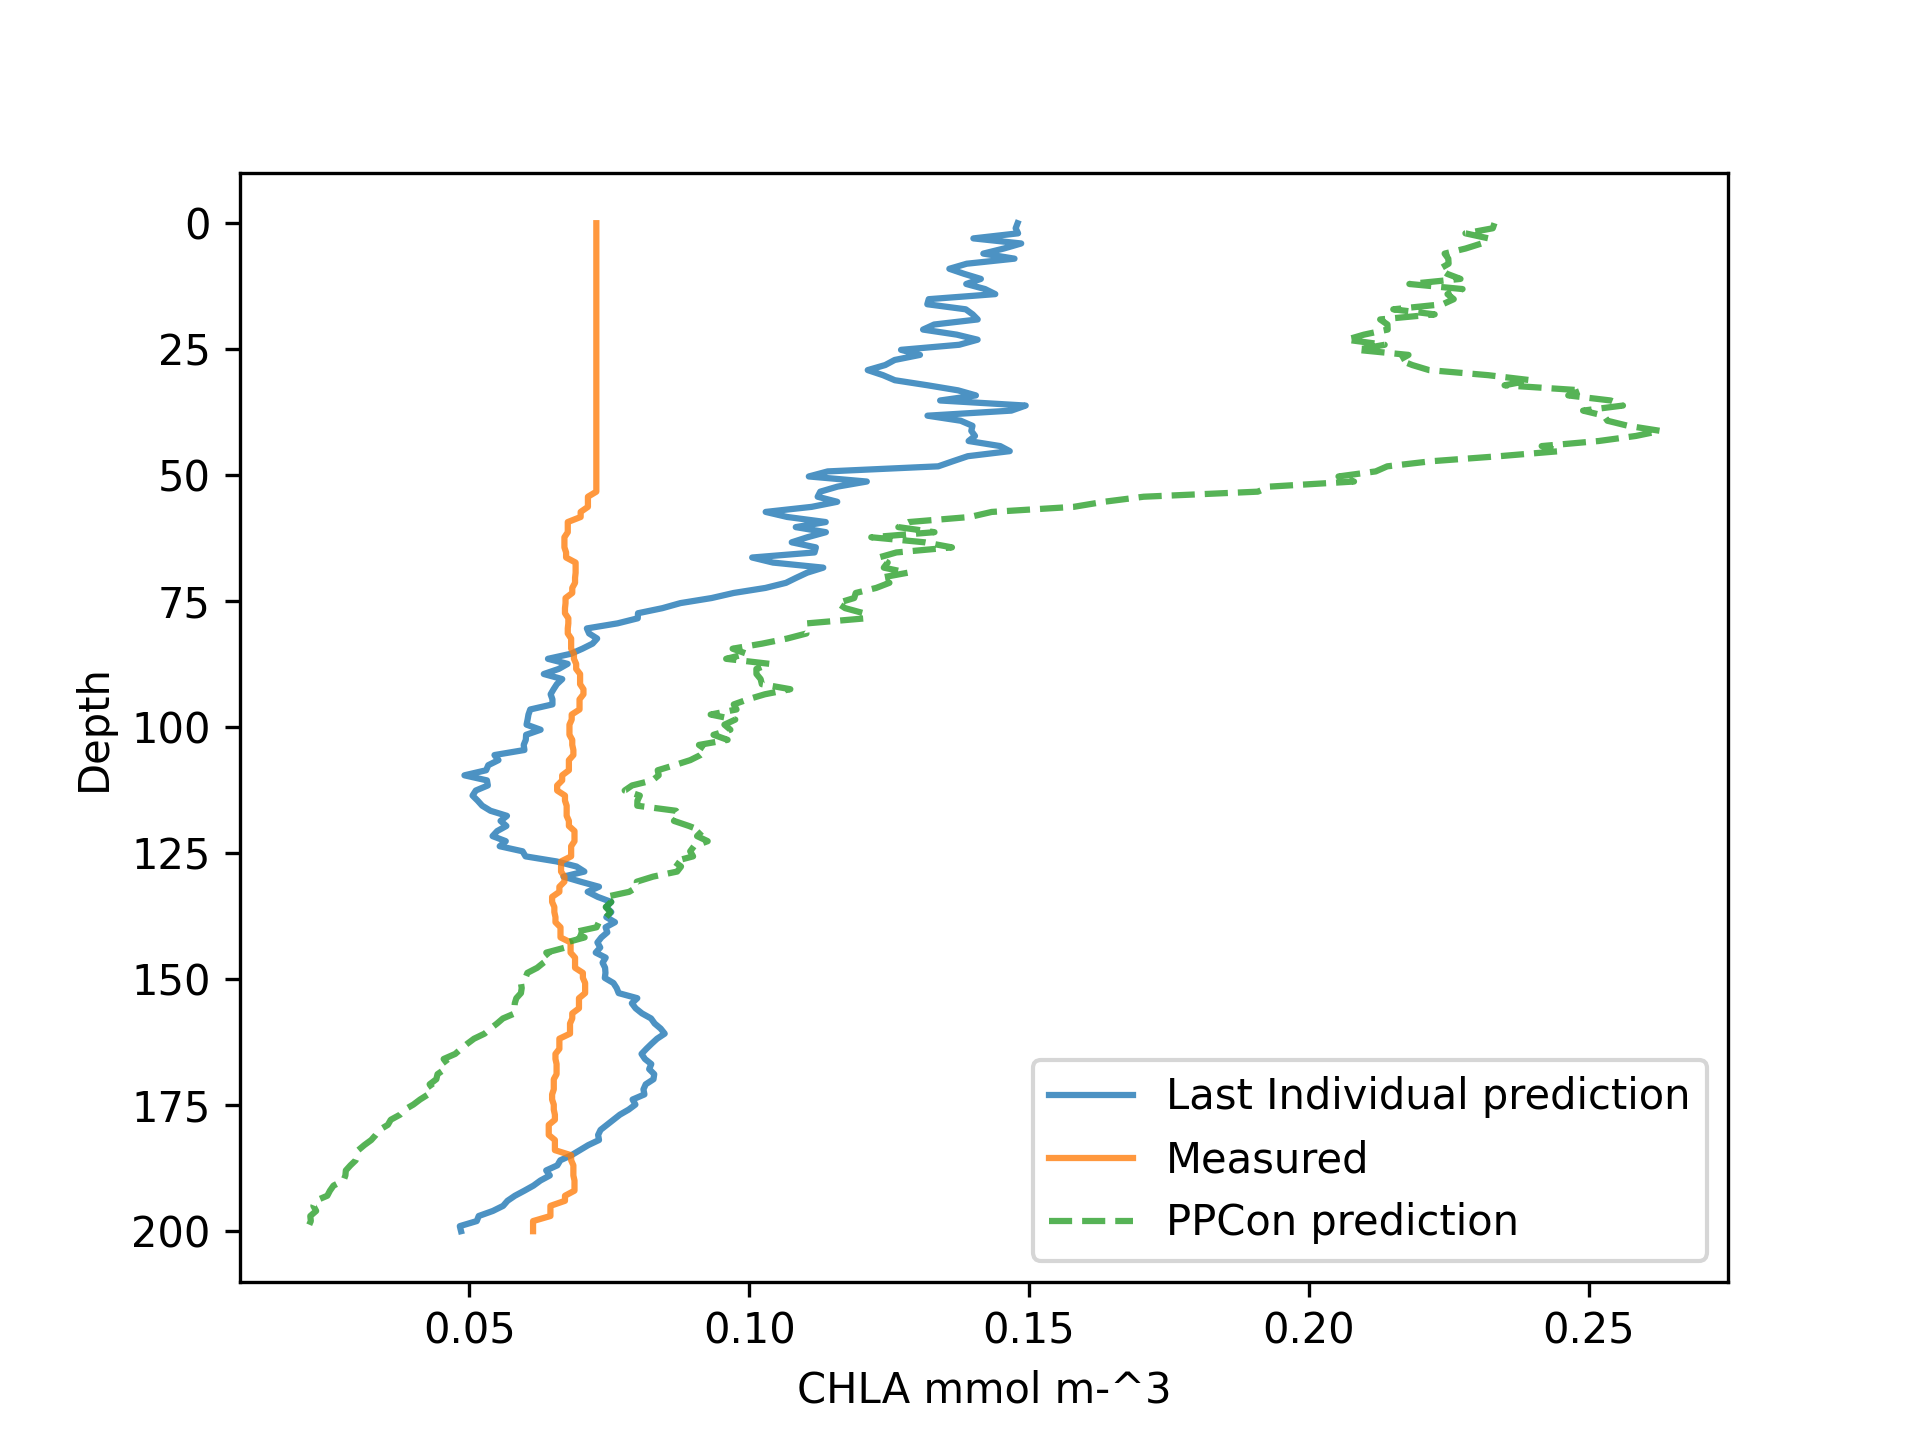 0
25
50
75
100
125
150
175
200
Depth
0.05 0.10 0.15 0.20 0.25
CHLA mmol m-^3
Last Individual prediction
Measured
PPCon prediction